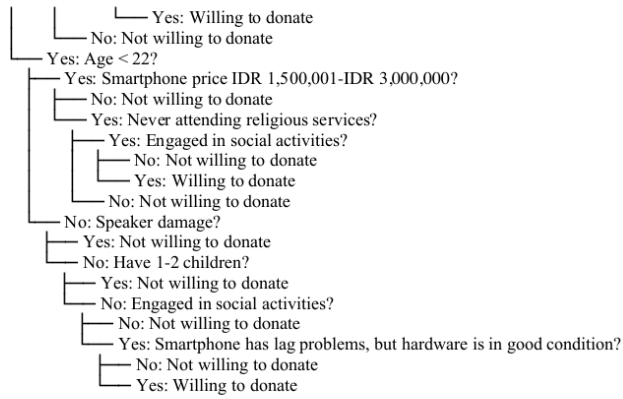 Yes: Willing to donate
No: Not willing to donate
Yes: Age < 22?
Yes: Smartphone price IDR 1,500,001-IDR 3,000,000?
No: Not willing to donate
Yes: Never attending religious services?
Yes: Engaged in social activities?
No: Not willing to donate
Yes: Willing to donate
No: Not willing to donate
No: Speaker damage?
Yes: Not willing to donate
No: Have 1-2 children?
Yes: Not willing to donate
No: Engaged in social activities?
No: Not willing to donate
Yes: Smartphone has lag problems, but hardware is in good condition?
No: Not willing to donate
Yes: Willing to donate